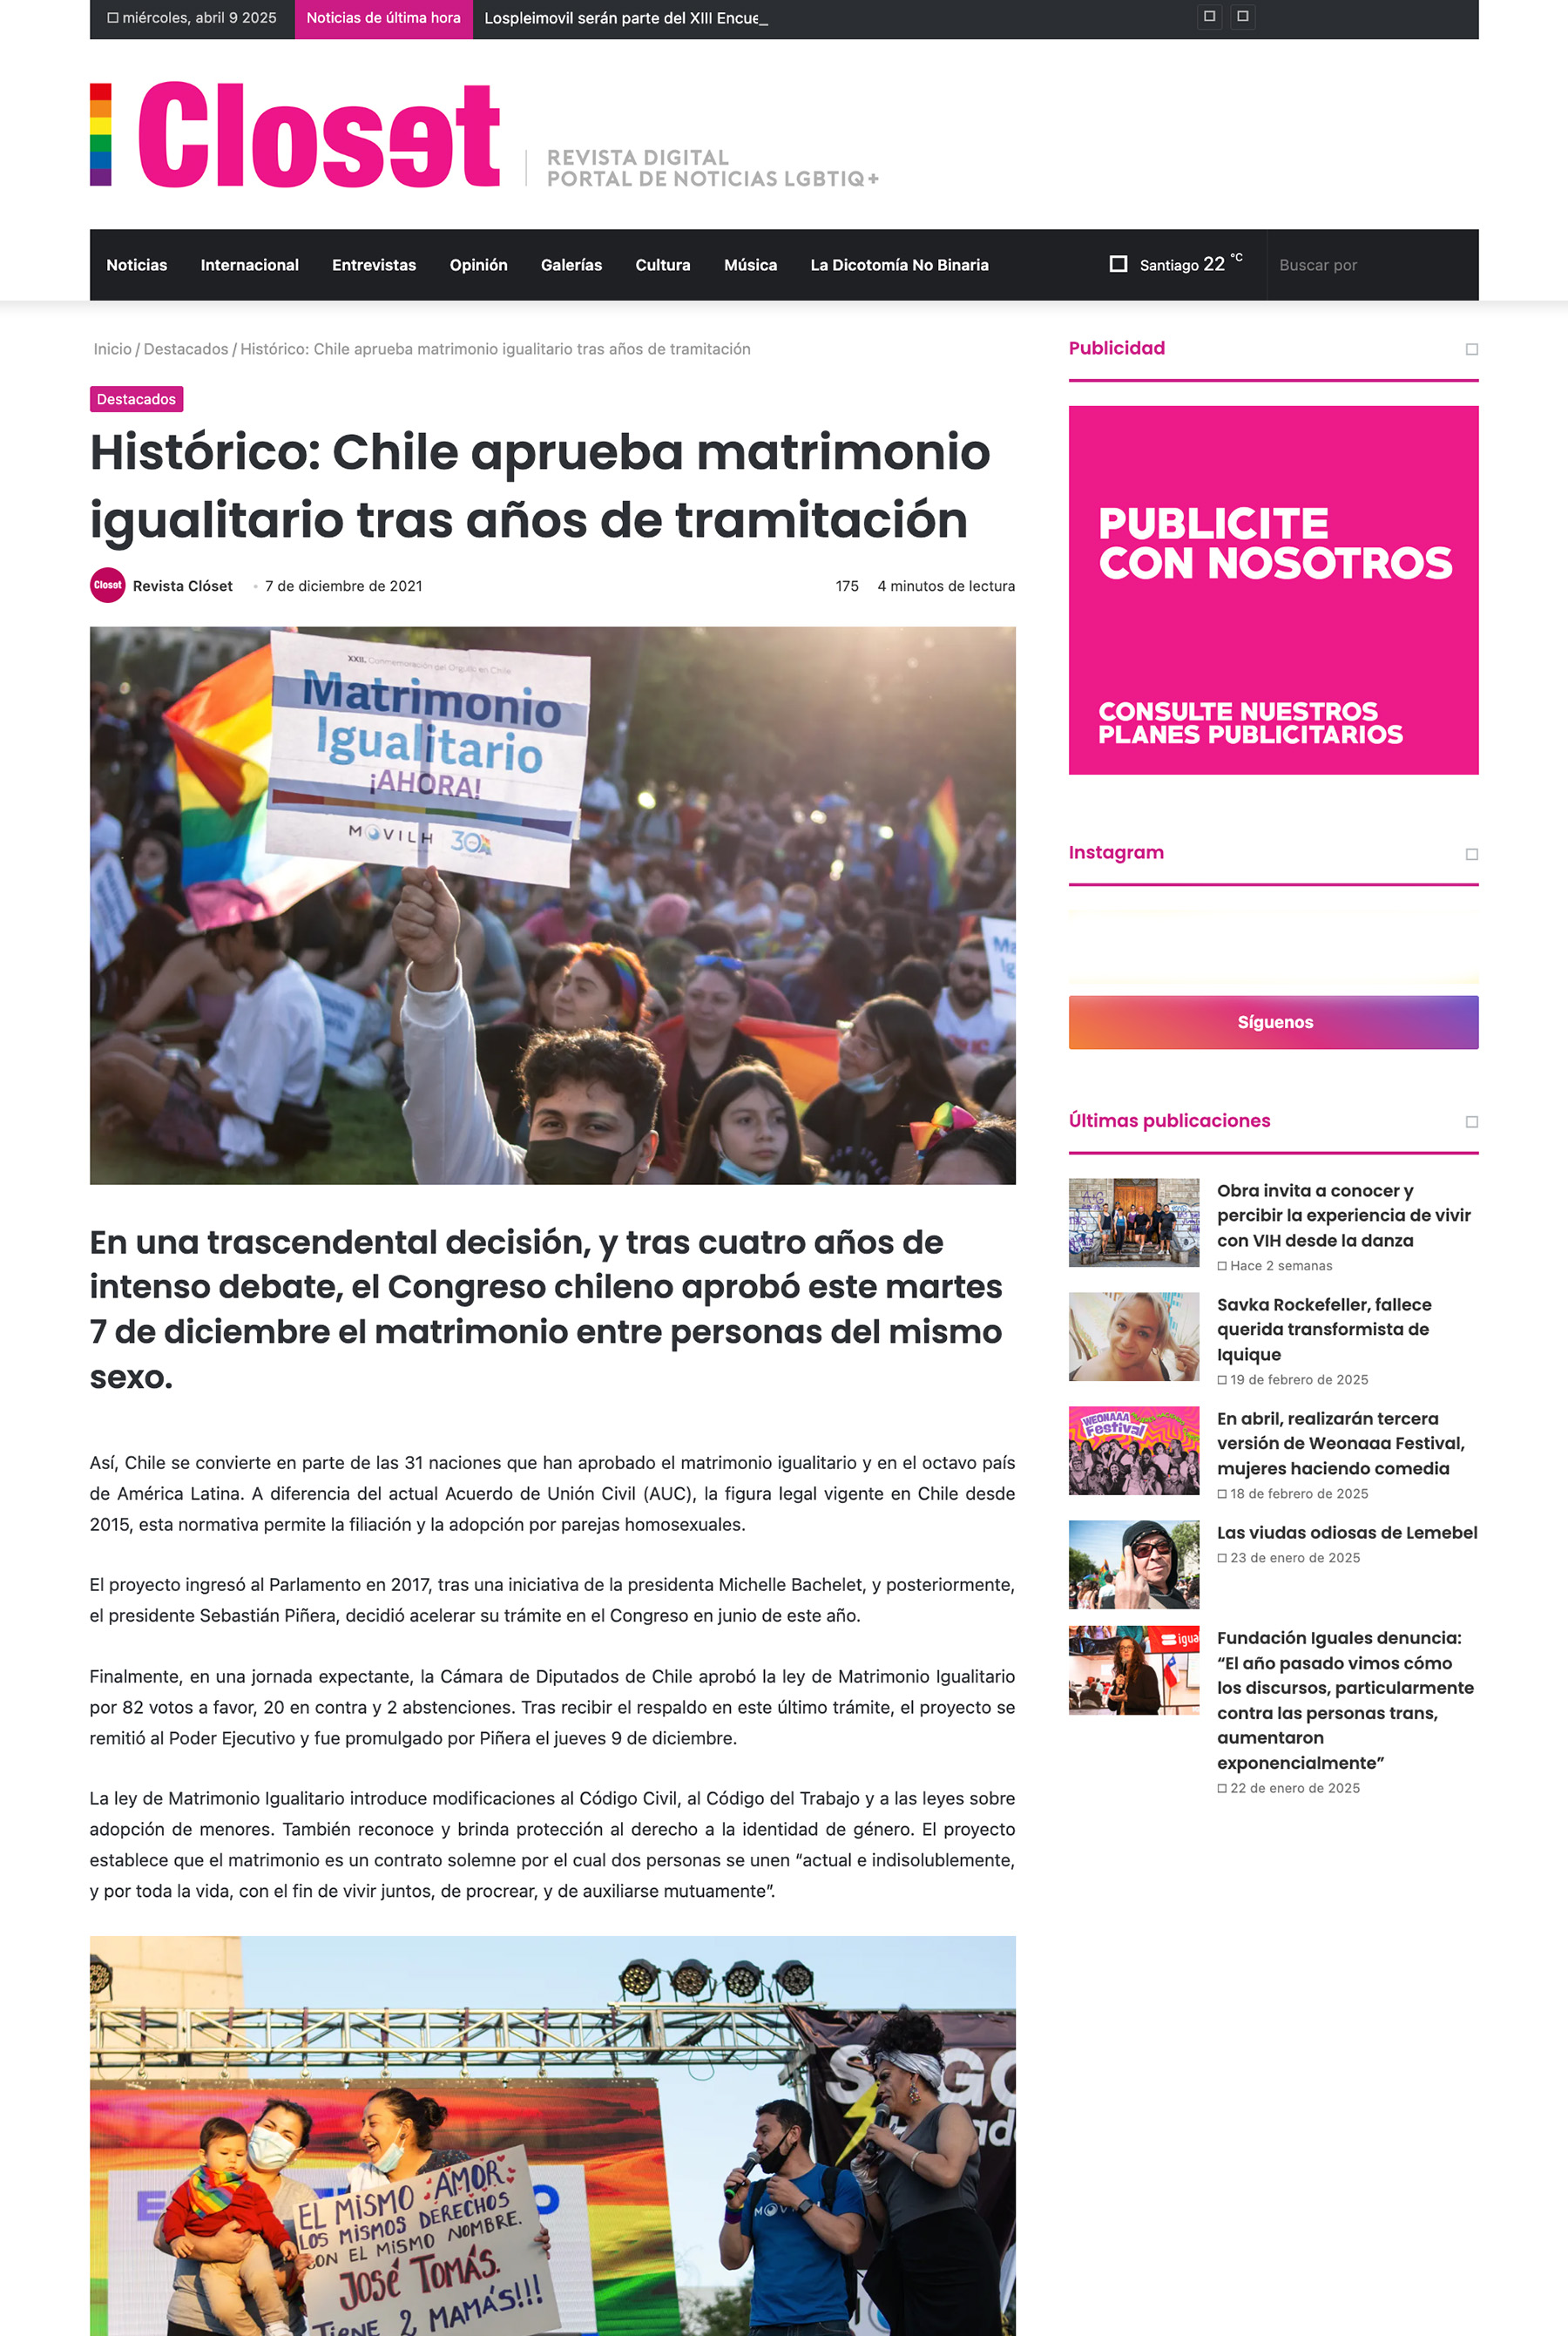 miércoles, abril 9 2025
Noticias de última hora
Lospleimovil serán parte del XIII Encue_
Closet
REVISTA DIGITAL
PORTAL DE NOTICIAS LGBTIQ+
Noticias
Internacional
Entrevistas
Opinión
Galerías
Cultura
Música
La Dicotomía No Binaria
Santiago 22 °C
Buscar por
Inicio / Destacados / Histórico: Chile aprueba matrimonio igualitario tras años de tramitación
Destacados
Histórico: Chile aprueba matrimonio
igualitario tras años de tramitación
Closet
Revista Clóset
7 de diciembre de 2021
175
4 minutos de lectura
XXII. Conmemoración del Orgullo en Chile
Matrimonio
Igualitario
¡AHORA!
MOVILH 30
En una trascendental decisión, y tras cuatro años de
intenso debate, el Congreso chileno aprobó este martes
7 de diciembre el matrimonio entre personas del mismo
sexo.
Así, Chile se convierte en parte de las 31 naciones que han aprobado el matrimonio igualitario y en el octavo país
de América Latina. A diferencia del actual Acuerdo de Unión Civil (AUC), la figura legal vigente en Chile desde
2015, esta normativa permite la filiación y la adopción por parejas homosexuales.
El proyecto ingresó al Parlamento en 2017, tras una iniciativa de la presidenta Michelle Bachelet, y posteriormente,
el presidente Sebastián Piñera, decidió acelerar su trámite en el Congreso en junio de este año.
Finalmente, en una jornada expectante, la Cámara de Diputados de Chile aprobó la ley de Matrimonio Igualitario
por 82 votos a favor, 20 en contra y 2 abstenciones. Tras recibir el respaldo en este último trámite, el proyecto se
remitió al Poder Ejecutivo y fue promulgado por Piñera el jueves 9 de diciembre.
La ley de Matrimonio Igualitario introduce modificaciones al Código Civil, al Código del Trabajo y a las leyes sobre
adopción de menores. También reconoce y brinda protección al derecho a la identidad de género. El proyecto
establece que el matrimonio es un contrato solemne por el cual dos personas se unen “actual e indisolublemente,
y por toda la vida, con el fin de vivir juntos, de procrear, y de auxiliarse mutuamente”.
EL MISMO AMOR.
LOS MISMOS DERECHOS
CON EL MISMO NOMBRE.
JOSÉ TOMÁS.
TIENE 2 MAMÁS!!!
Publicidad
PUBLICITE
CON NOSOTROS
CONSULTE NUESTROS
PLANES PUBLICITARIOS
Instagram
Síguenos
Últimas publicaciones
Obra invita a conocer y
percibir la experiencia de vivir
con VIH desde la danza
Hace 2 semanas
Savka Rockefeller, fallece
querida transformista de
Iquique
19 de febrero de 2025
WEONAAA
Festival
En abril, realizarán tercera
versión de Weonaaa Festival,
mujeres haciendo comedia
18 de febrero de 2025
Las viudas odiosas de Lemebel
23 de enero de 2025
Fundación Iguales denuncia:
“El año pasado vimos cómo
los discursos, particularmente
contra las personas trans,
aumentaron
exponencialmente”
22 de enero de 2025